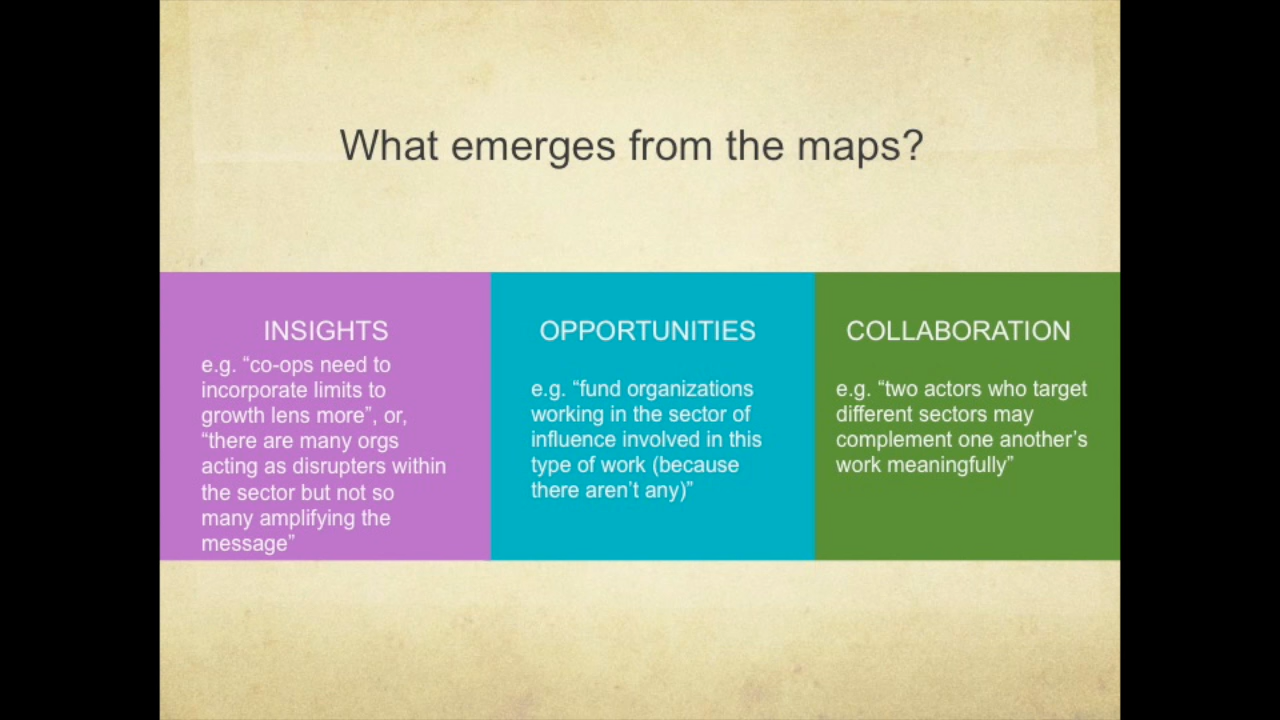 What emerges from the maps?
INSIGHTS
e.g. “co-ops need to
incorporate limits to
growth lens more”, or,
“there are many orgs
acting as disrupters within
the sector but not so
many amplifying the
message”
OPPORTUNITIES
e.g. “fund organizations
working in the sector of
influence involved in this
type of work (because
there aren’t any)”
COLLABORATION
e.g. “two actors who target
different sectors may
complement one another’s
work meaningfully”